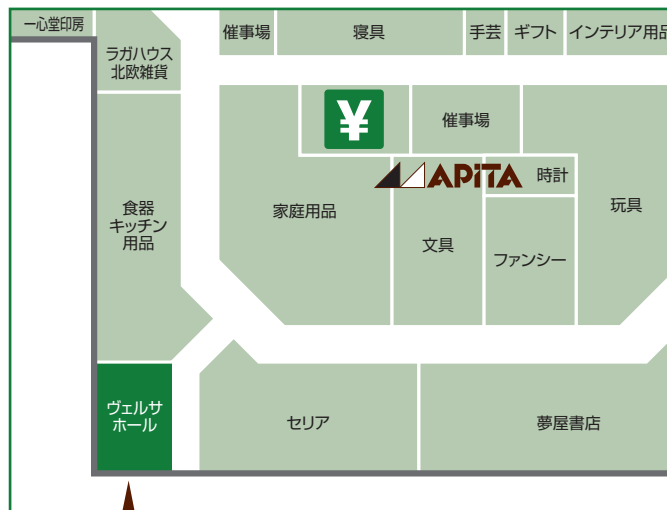 一心堂印房
ラガハウス
北欧雑貨
催事場
寝具
手芸
ギフト
インテリア用品
¥
催事場
APiTA
時計
食器
キッチン
用品
家庭用品
文具
ファンシー
玩具
ヴェルサ
ホール
セリア
夢屋書店